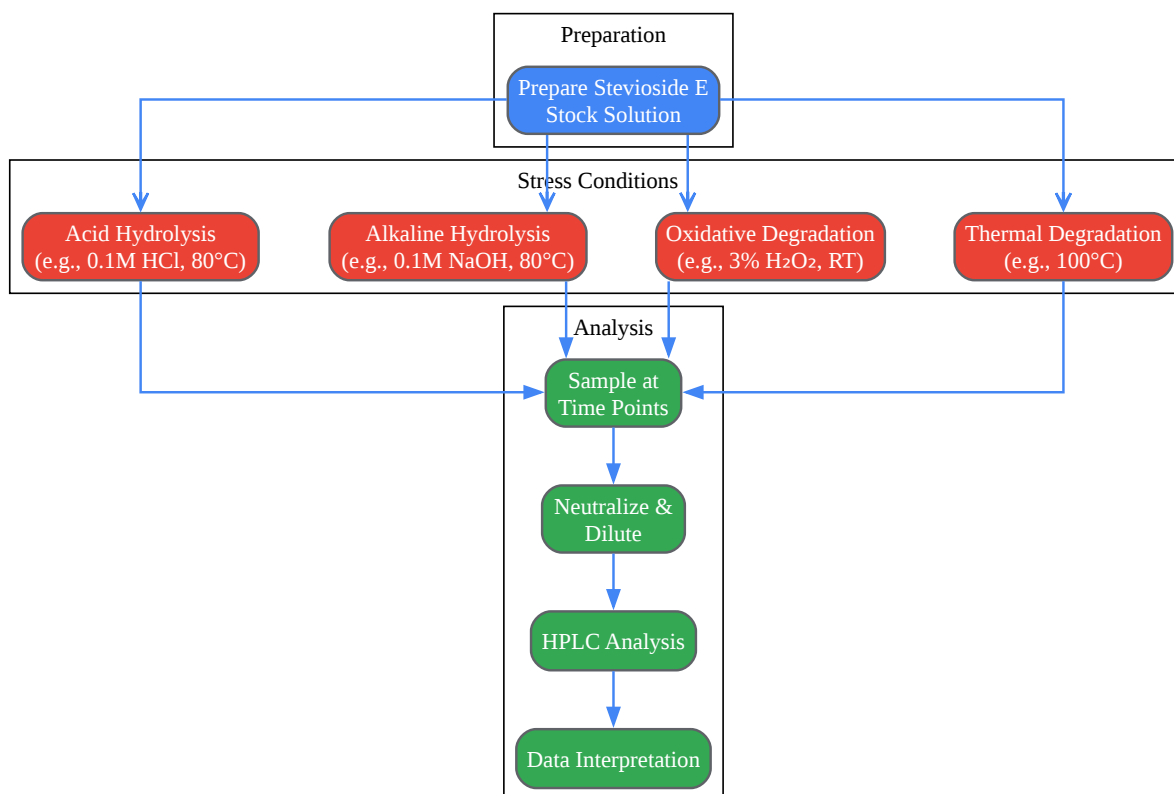 Preparation
Prepare Stevioside E
Stock Solution
Stress Conditions
Acid Hydrolysis
(e.g., 0.1M HCl, 80°C)
Alkaline Hydrolysis
(e.g., 0.1M NaOH, 80°C)
Oxidative Degradation
(e.g., 3% H₂O₂, RT)
Thermal Degradation
(e.g., 100°C)
Analysis
Sample at
Time Points
Neutralize &
Dilute
HPLC Analysis
Data Interpretation